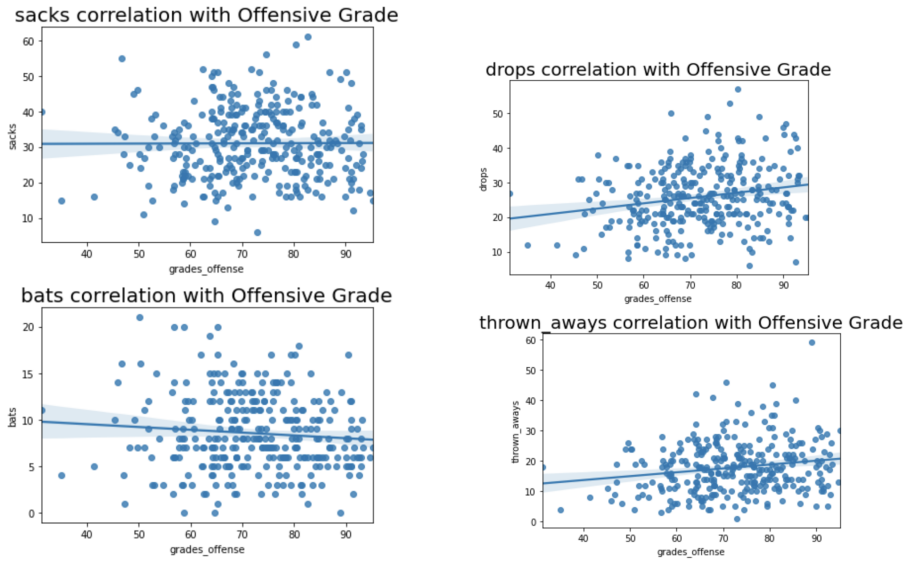 sacks correlation with Offensive Grade
60
50
40
30
20
10
sacks
40 50 60 70 80 90
grades_offense
drops correlation with Offensive Grade
50
40
30
20
10
drops
40 50 60 70 80 90
grades_offense
bats correlation with Offensive Grade
20
15
10
5
0
bats
40 50 60 70 80 90
grades_offense
thrown_aways correlation with Offensive Grade
60
50
40
30
20
10
0
thrown_aways
40 50 60 70 80 90
grades_offense